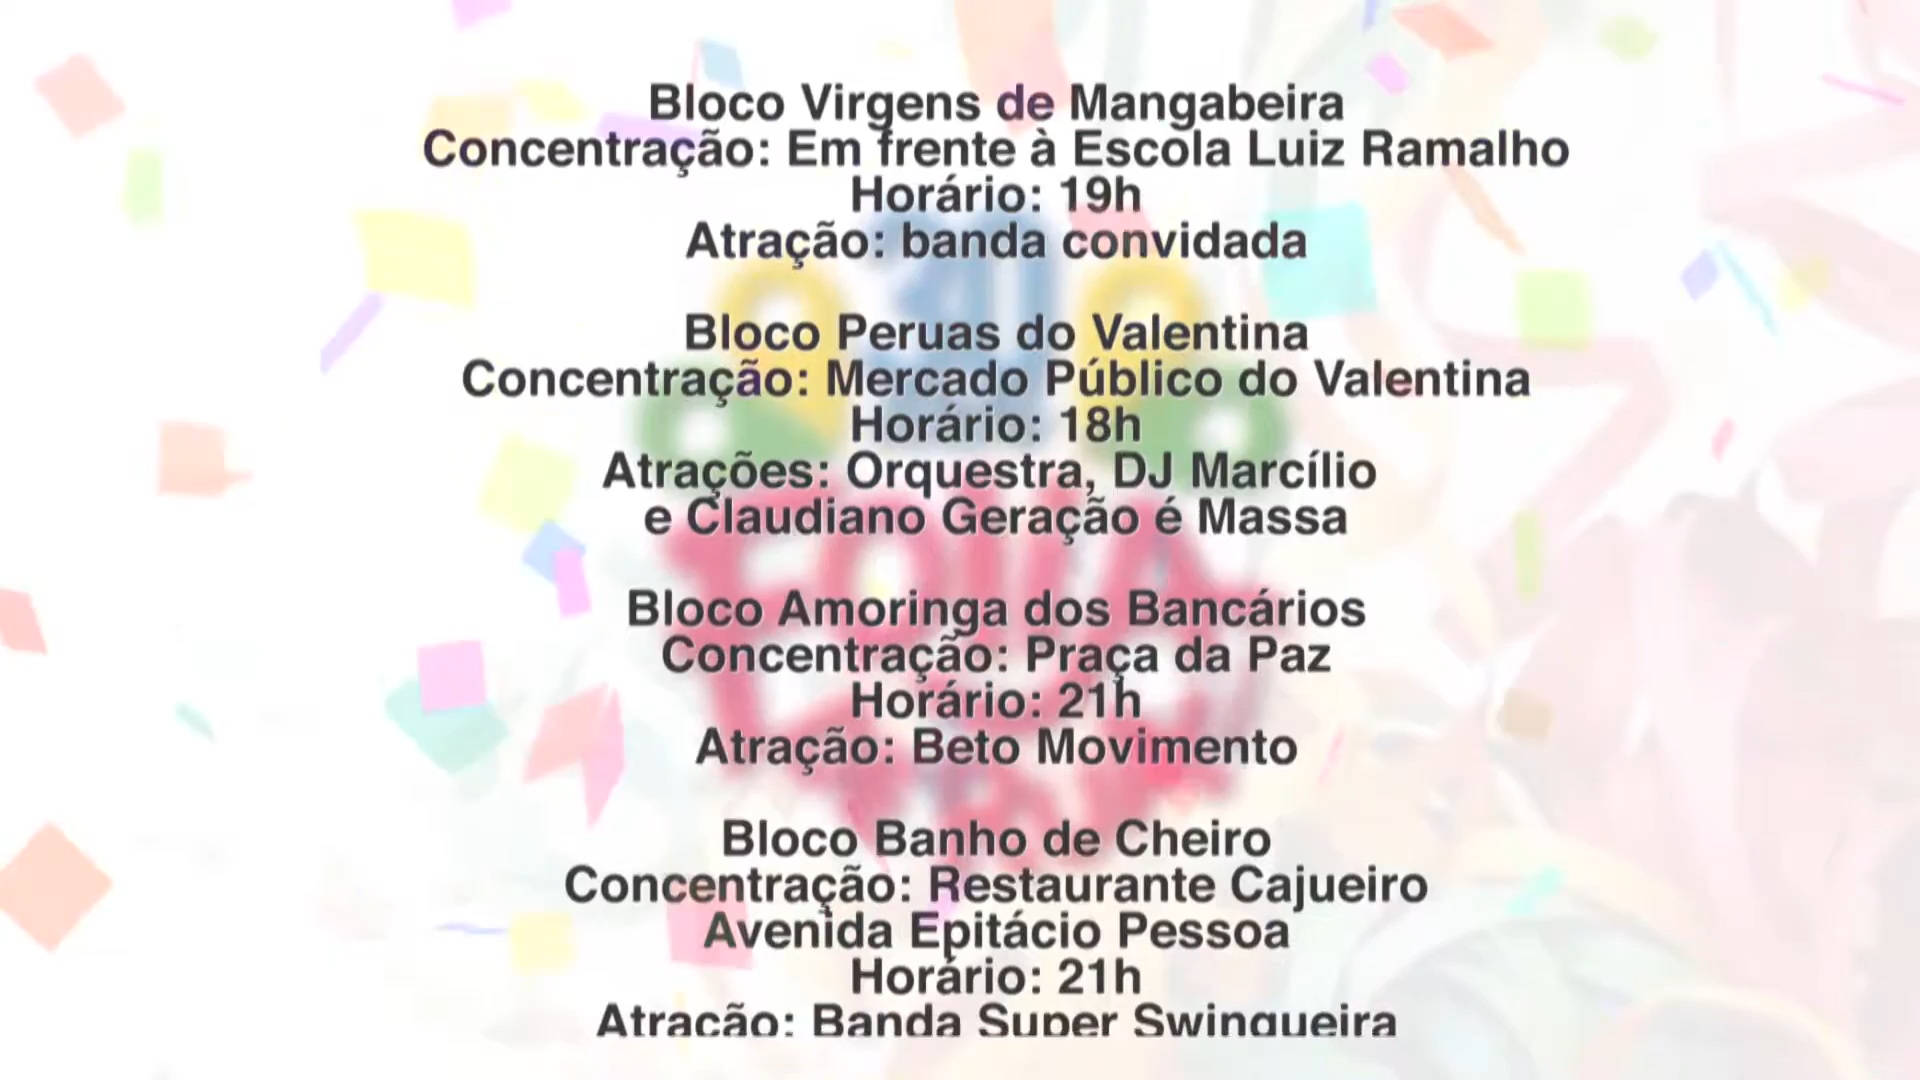 Bloco Virgens de Mangabeira
Concentração: Em frente à Escola Luiz Ramalho
Horário: 19h
Atração: banda convidada
Bloco Peruas do Valentina
Concentração: Mercado Público do Valentina
Horário: 18h
Atrações: Orquestra, DJ Marcílio
e Claudiano Geração é Massa
Bloco Amoringa dos Bancários
Concentração: Praça da Paz
Horário: 21h
Atração: Beto Movimento
Bloco Banho de Cheiro
Concentração: Restaurante Cajueiro
Avenida Epitácio Pessoa
Horário: 21h
Atração: Banda Super Swingueira